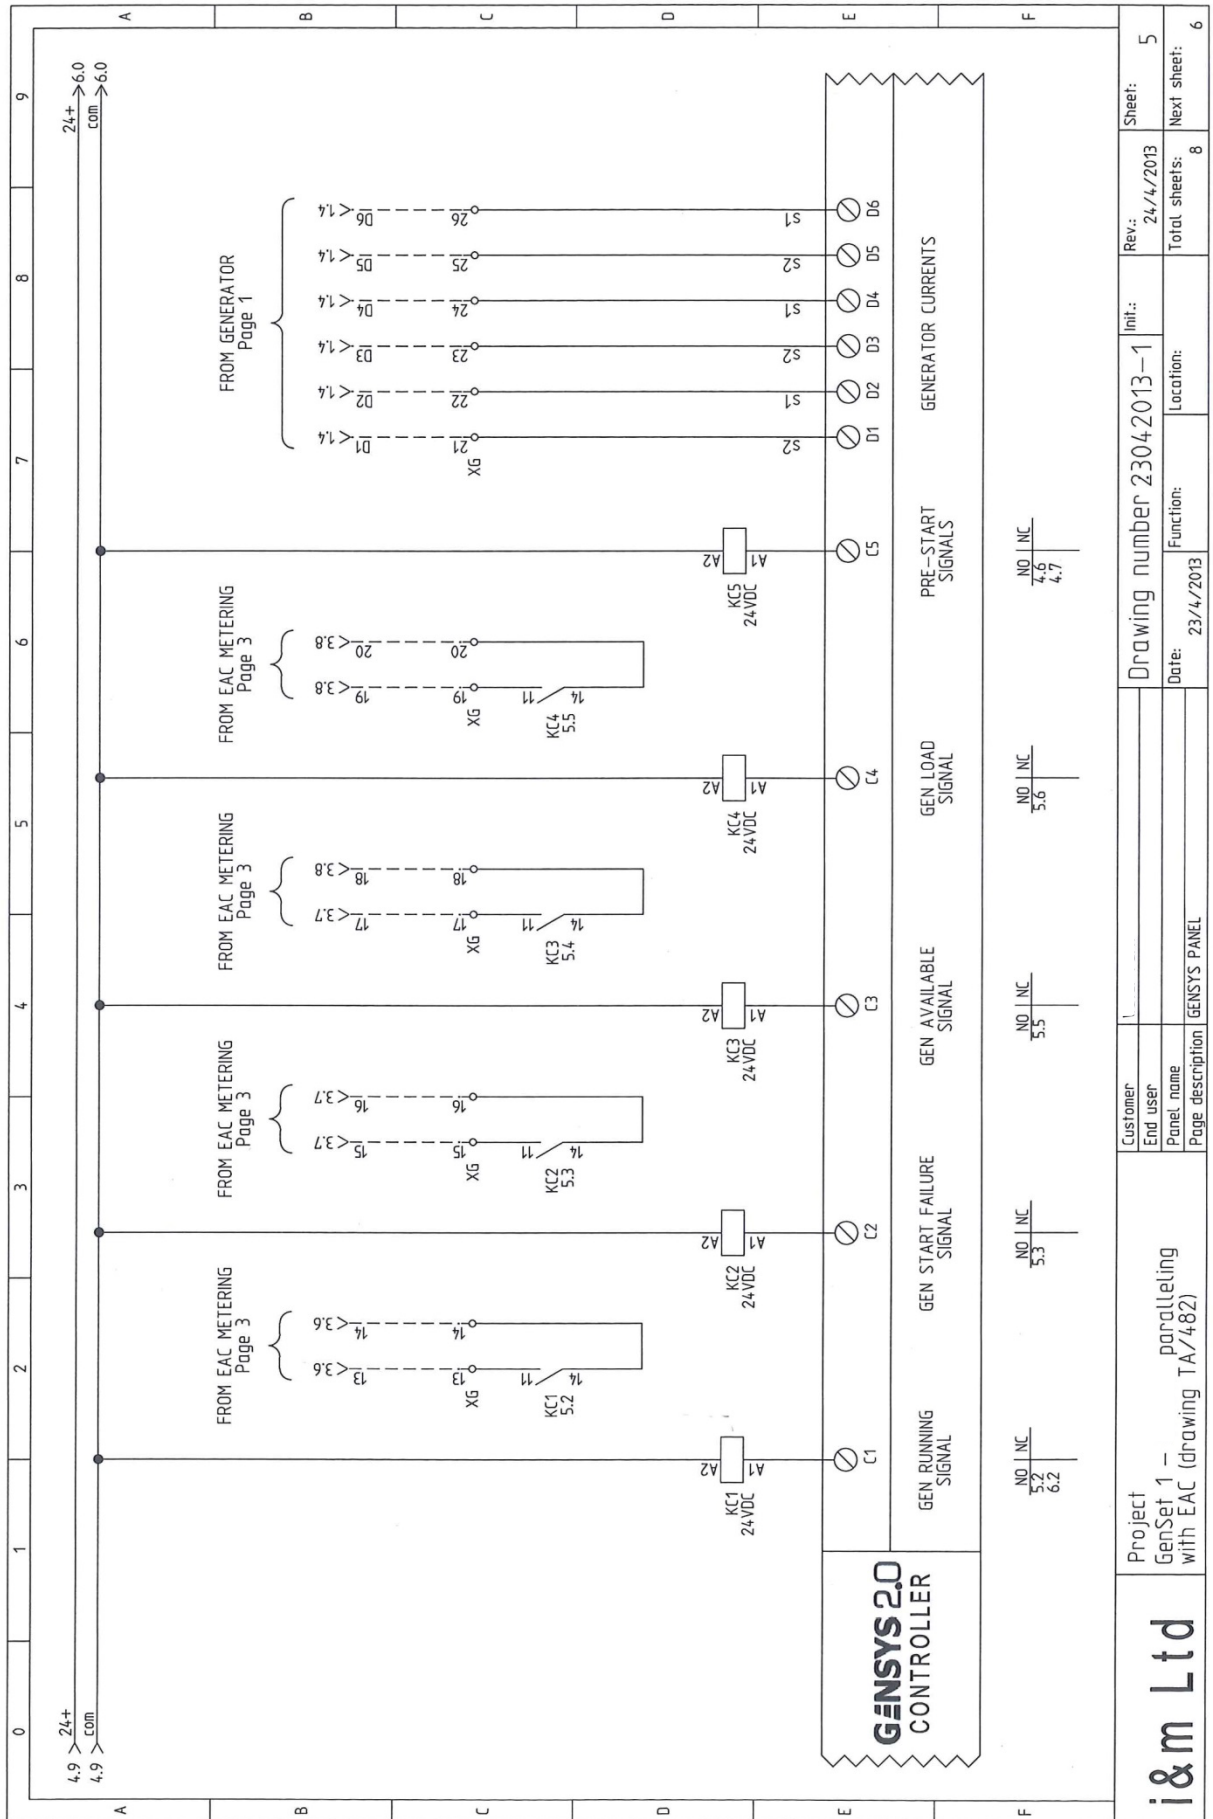 0 1 2 3 4 5 6 7 8 9
A
B
C
D
E
F
4.9 24+
4.9 com
24+ 6.0
com 6.0
FROM EAC METERING
Page 3
3.6 3.6
13 14
13 14
XG
11
14
KC1
5.2
FROM EAC METERING
Page 3
3.7 3.7
15 16
15 16
XG
11
14
KC2
5.3
FROM EAC METERING
Page 3
3.7 3.8
17 18
17 18
XG
11
14
KC3
5.4
FROM EAC METERING
Page 3
3.8 3.8
19 20
19 20
XG
11
14
KC4
5.5
FROM GENERATOR
Page 1
1.4 1.4 1.4 1.4 1.4 1.4
D1 D2 D3 D4 D5 D6
21 22 23 24 25 26
XG
S2 S1 S2 S1 S2 S1
A2
KC1
24VDC
A1
A2
KC2
24VDC
A1
A2
KC3
24VDC
A1
A2
KC4
24VDC
A1
A2
KC5
24VDC
A1
C1 C2 C3 C4 C5 D1 D2 D3 D4 D5 D6
GENSYS 2.0
CONTROLLER
GEN RUNNING
SIGNAL
GEN START FAILURE
SIGNAL
GEN AVAILABLE
SIGNAL
GEN LOAD
SIGNAL
PRE-START
SIGNALS
GENERATOR CURRENTS
NO NC
5.2
6.2
NO NC
5.3
NO NC
5.5
NO NC
5.6
NO NC
4.6
4.7
A
B
C
D
E
F
i&m Ltd
Project
GenSet 1 – paralleling
with EAC (drawing TA/482)
Customer
End user
Panel name
Page description GENSYS PANEL
Drawing number 23042013-1
Date: 23/4/2013
Function:
Location:
Init.:
Rev.: 24/4/2013
Total sheets: 8
Sheet: 5
Next sheet: 6